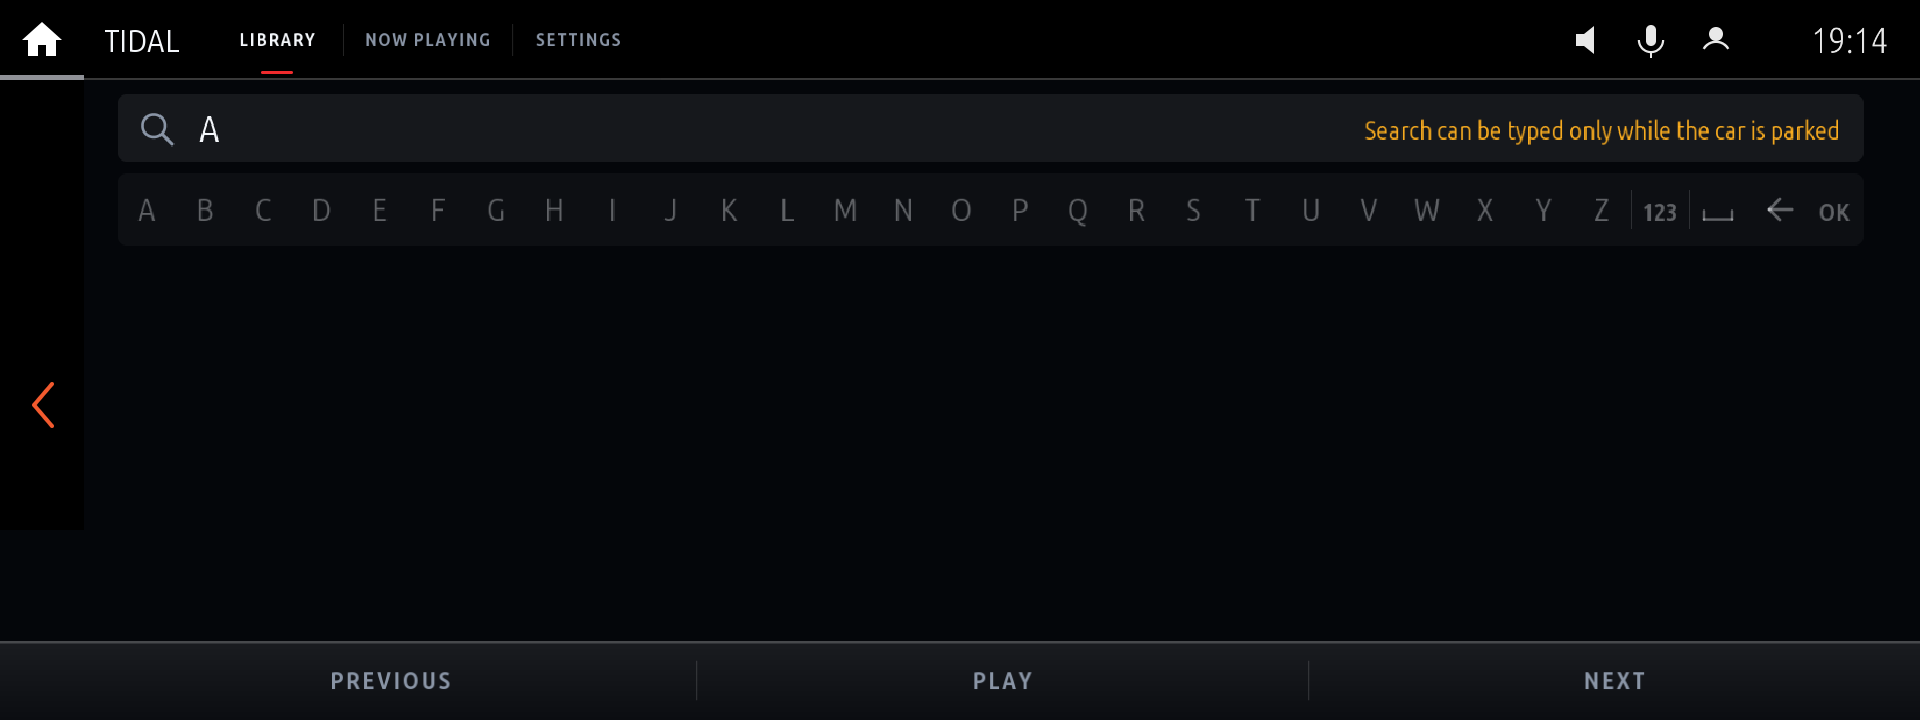 TIDAL LIBRARY NOW PLAYING SETTINGS 19:14
A Search can be typed only while the car is parked
A B C D E F G H I J K L M N O P Q R S T U V W X Y Z 123 OK
PREVIOUS PLAY NEXT